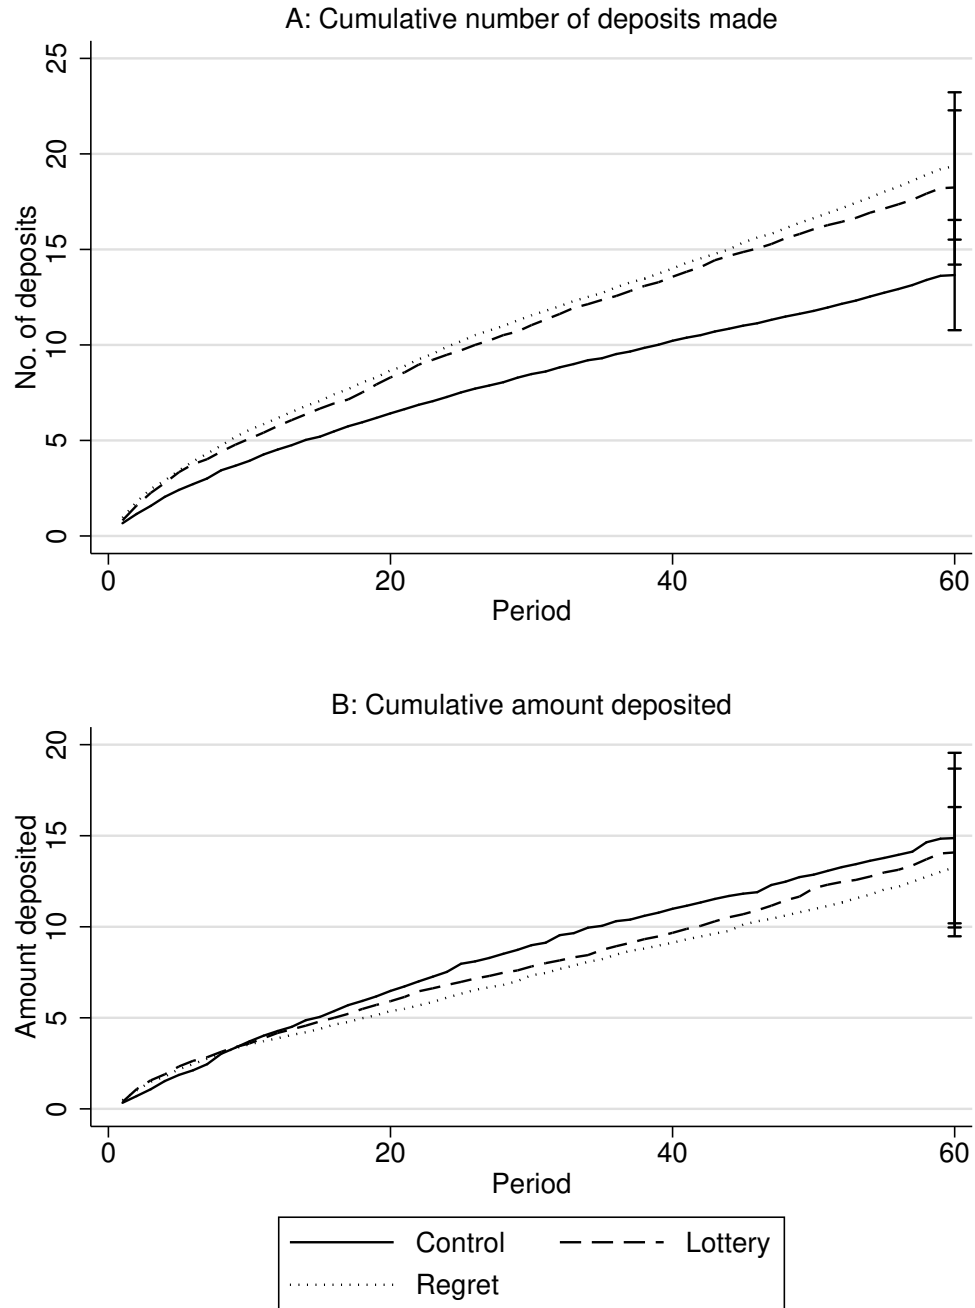 A: Cumulative number of deposits made
25
20
15
10
5
0
No. of deposits
0 20 40 60
Period
B: Cumulative amount deposited
20
15
10
5
0
Amount deposited
0 20 40 60
Period
Control Lottery
Regret